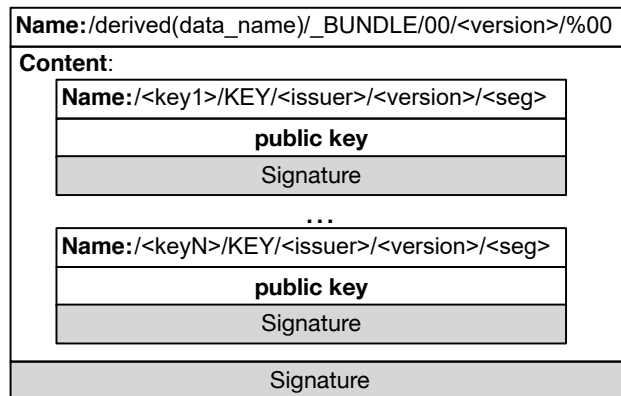 Name:/derived(data_name)/_BUNDLE/00/<version>/%00
Content:
Name:/<key1>/KEY/<issuer>/<version>/<seg>
public key
Signature
...
Name:/<keyN>/KEY/<issuer>/<version>/<seg>
public key
Signature
Signature